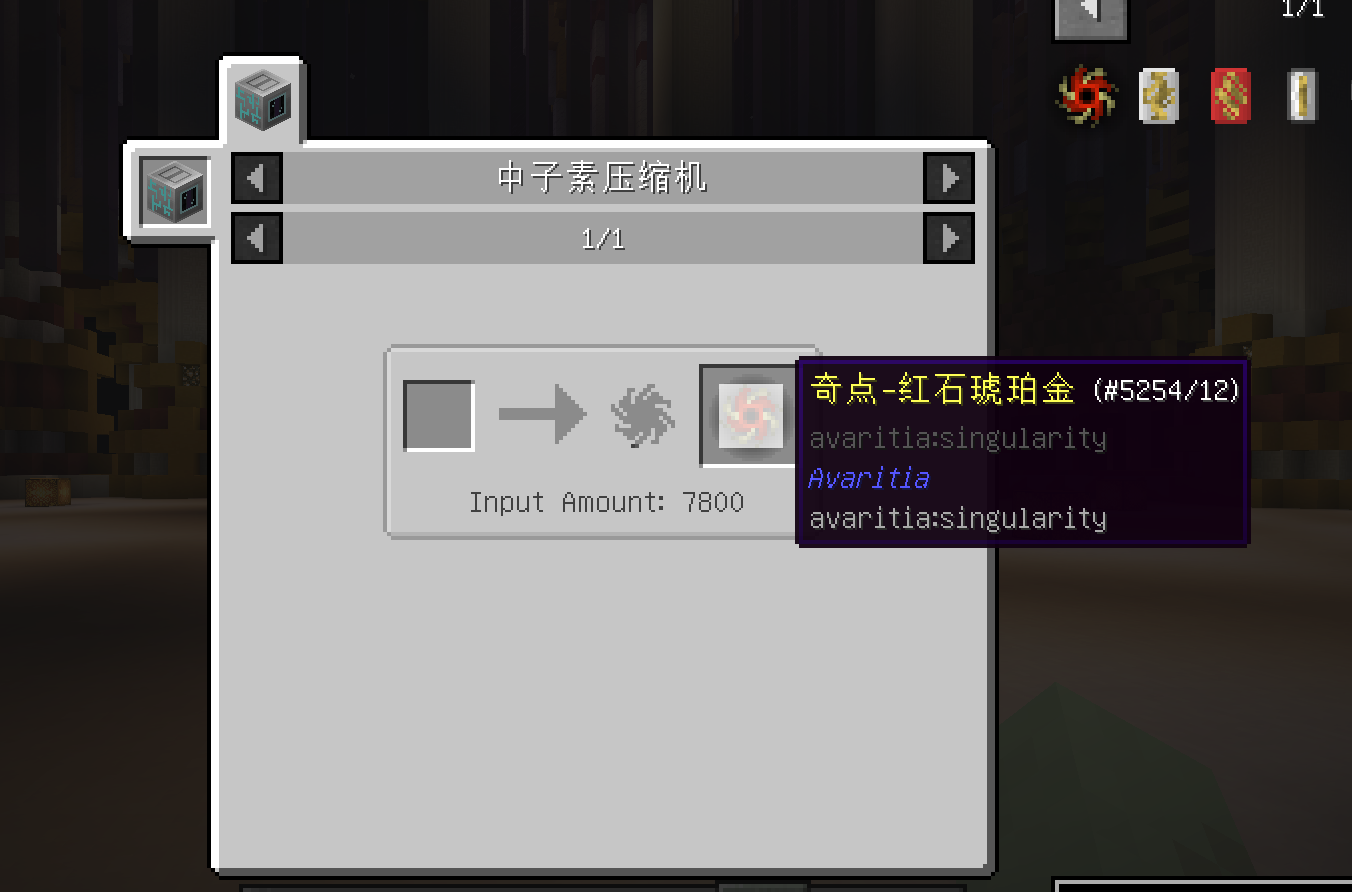 1/1
中子素压缩机
1/1
奇点-红石琥珀金 (#5254/12)
avaritia:singularity
Avaritia
avaritia:singularity
Input Amount: 7800